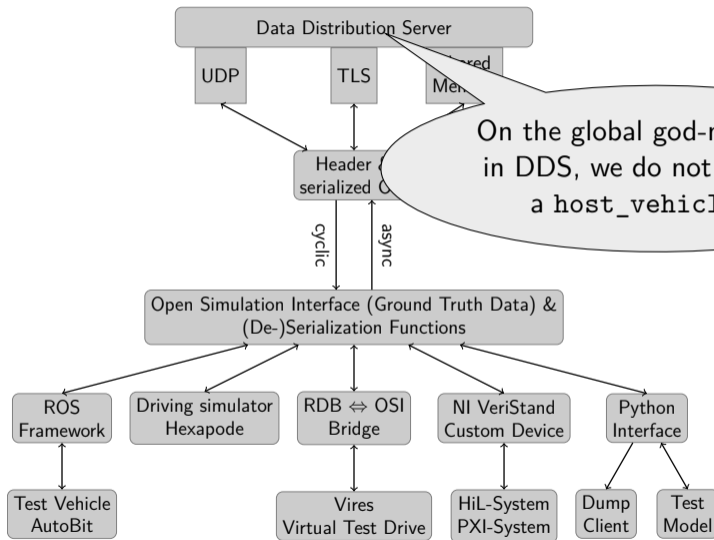 Data Distribution Server
UDP
TLS
On the global
in DDS, we do not
a
Header
serialized
cyclic
async
Open Simulation Interface (Ground Truth Data) &
(De-)Serialization Functions
ROS
Framework
Driving simulator
Hexapode
RDB ⇔ OSI
Bridge
NI VeriStand
Custom Device
Python
Interface
Test Vehicle
AutoBit
Vires
Virtual Test Drive
HiL-System
PXI-System
Dump
Client
Test
Model